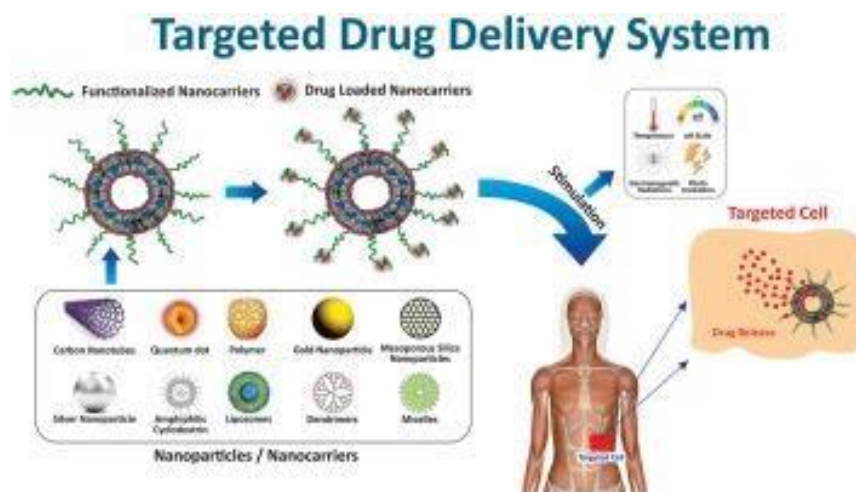 Targeted Drug Delivery System
Functionalized Nanocarriers
Drug Loaded Nanocarriers
Temperature
pH Scale
Electromagnetic
Radiations
Stimulation
Targeted Cell
Drug Release
Carbon Nanotubes
Quantum dot
Polymer
Gold Nanoparticle
Mesoporous Silica
Nanoparticles
Silver Nanoparticle
Amphiphilic
Cyclodextrin
Liposomes
Dendrimers
Micelles
Nanoparticles / Nanocarriers
Targeted Cell